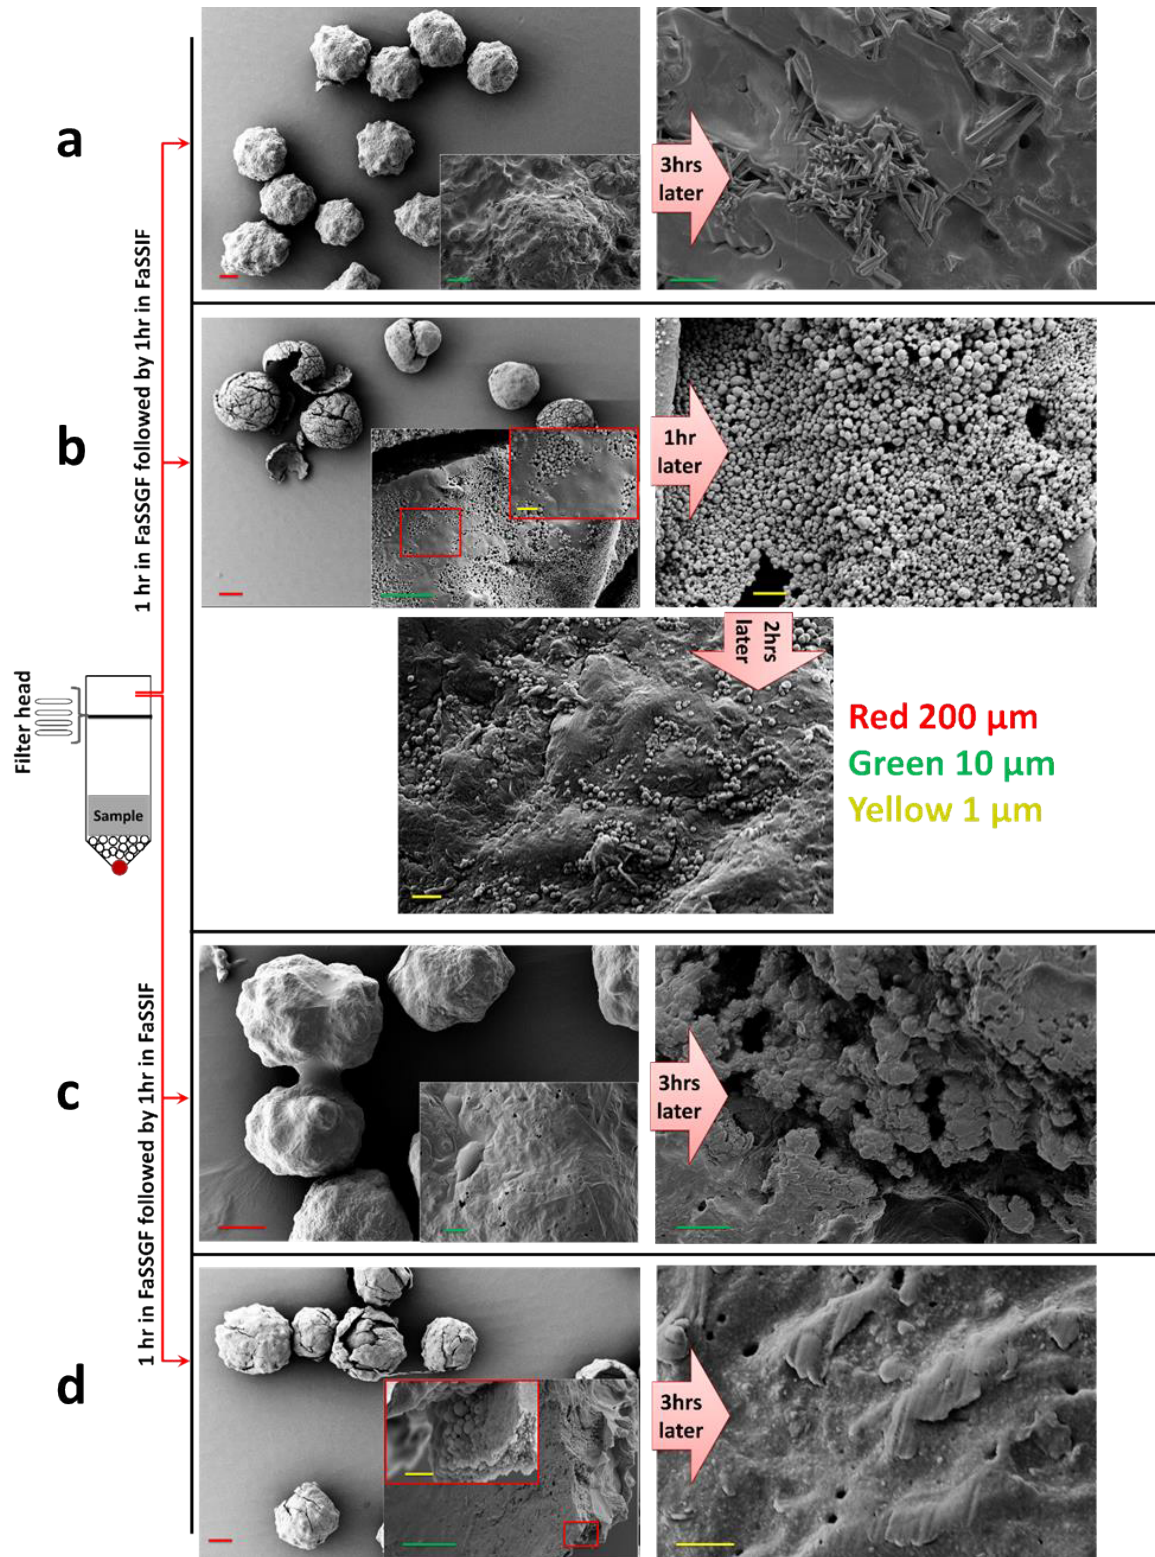 a
1 hr in FaSSGF followed by 1hr in FaSSIF
3hrs
later
b
1hr
later
2hrs
later
Red 200 µm
Green 10 µm
Yellow 1 µm
Filter head
Sample
c
1 hr in FaSSGF followed by 1hr in FaSSIF
3hrs
later
d
3hrs
later